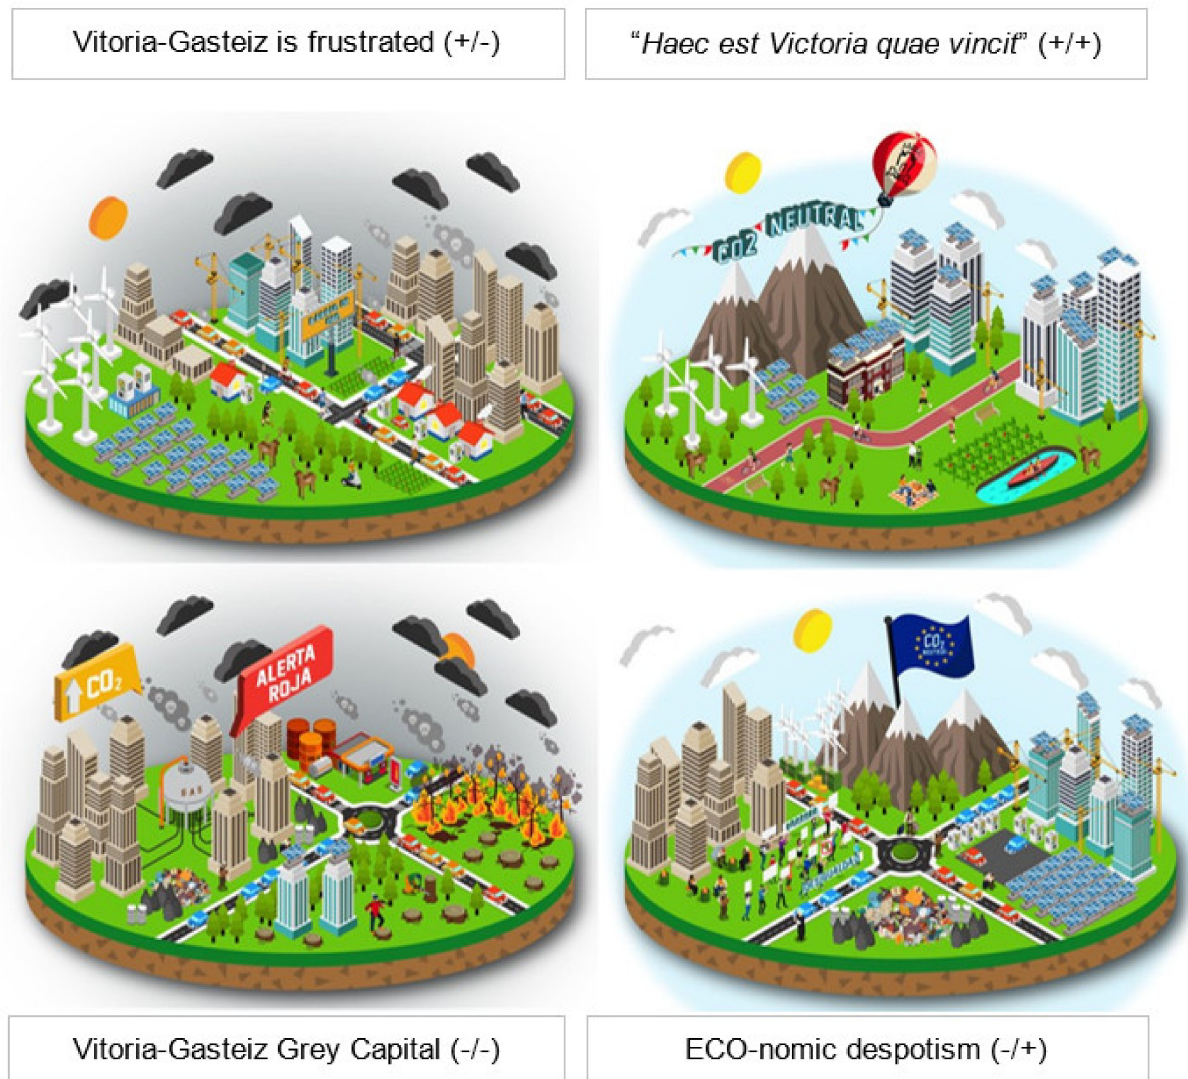 Vitoria-Gasteiz is frustrated (+/-)
“Haec est Victoria quae vincit” (+/+)
CO2 NEUTRAL
CO₂
ALERTA
ROJA
GAS
CO₂
NEUTRAL
Vitoria-Gasteiz Grey Capital (-/-)
ECO-nomic despotism (-/+)